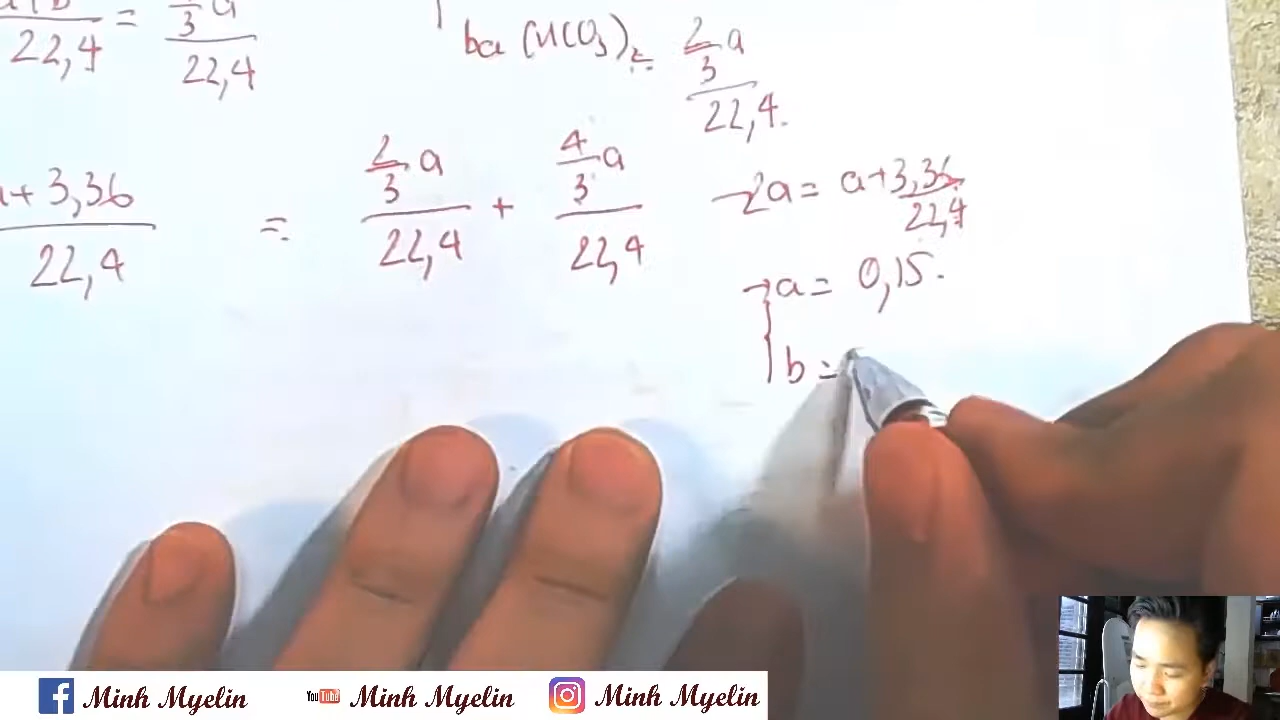 22,4 = 3 a / 22,4
ba (HCO3)2 = 2/3 a / 22,4.
+ 3,36 / 22,4 = 2/3 a / 22,4 + 4/3 a / 22,4
→ 2a = a + 3,36 / 22,4
→ a = 0,15.
b =
Minh Myelin
YouTube Minh Myelin
Minh Myelin